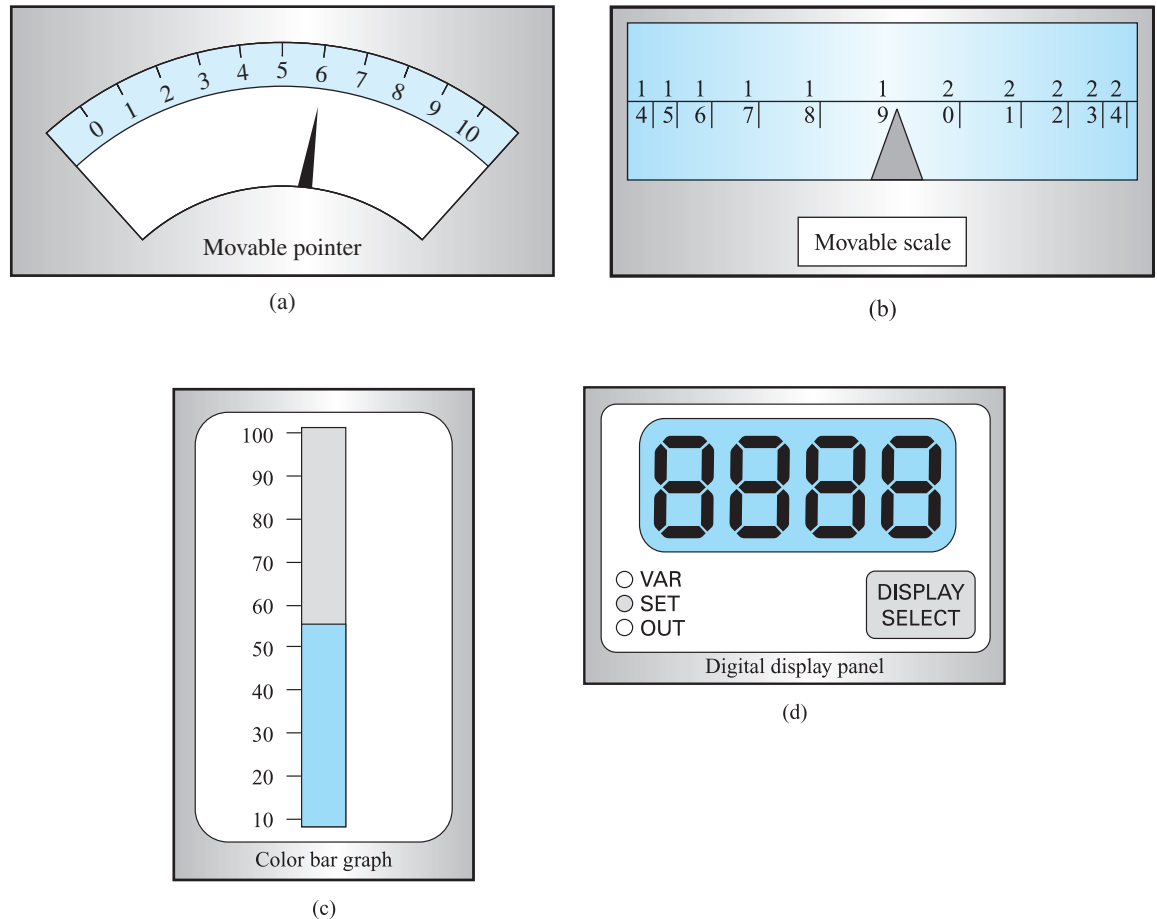 0 1 2 3 4 5 6 7 8 9 10
Movable pointer
(a)
1 1 1 1 1 1 2 2 2 2 2
4 5 6 7 8 9 0 1 2 3 4
Movable scale
(b)
100
90
80
70
60
50
40
30
20
10
Color bar graph
(c)
8888
VAR
SET
OUT
DISPLAY
SELECT
Digital display panel
(d)